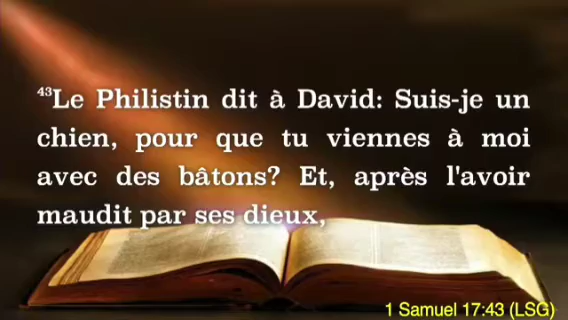 43Le Philistin dit à David: Suis-je un
chien, pour que tu viennes à moi
avec des bâtons? Et, après l'avoir
maudit par ses dieux,
1 Samuel 17:43 (LSG)